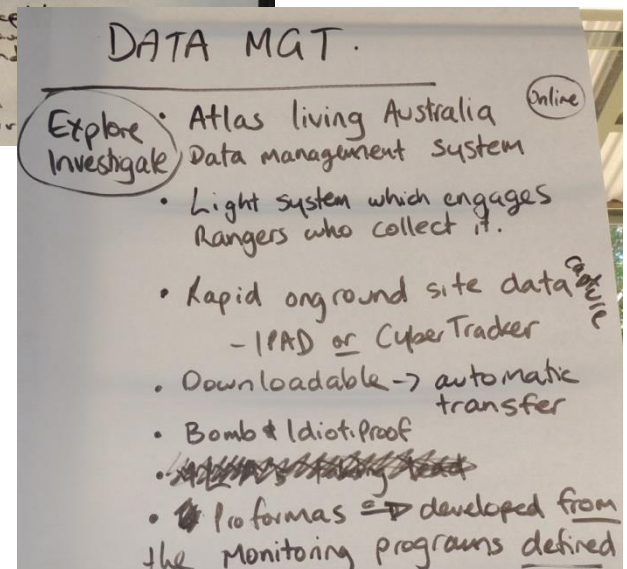 DATA MGT.
Online
Explore
Investigate
• Atlas living Australia
Data management system
• Light system which engages
Rangers who collect it.
• Rapid onground site data capture
- IPAD or CyberTracker
• Downloadable -> automatic
transfer
• Bomb & Idiotiproof
• Proformas => developed from
the Monitoring programs defined